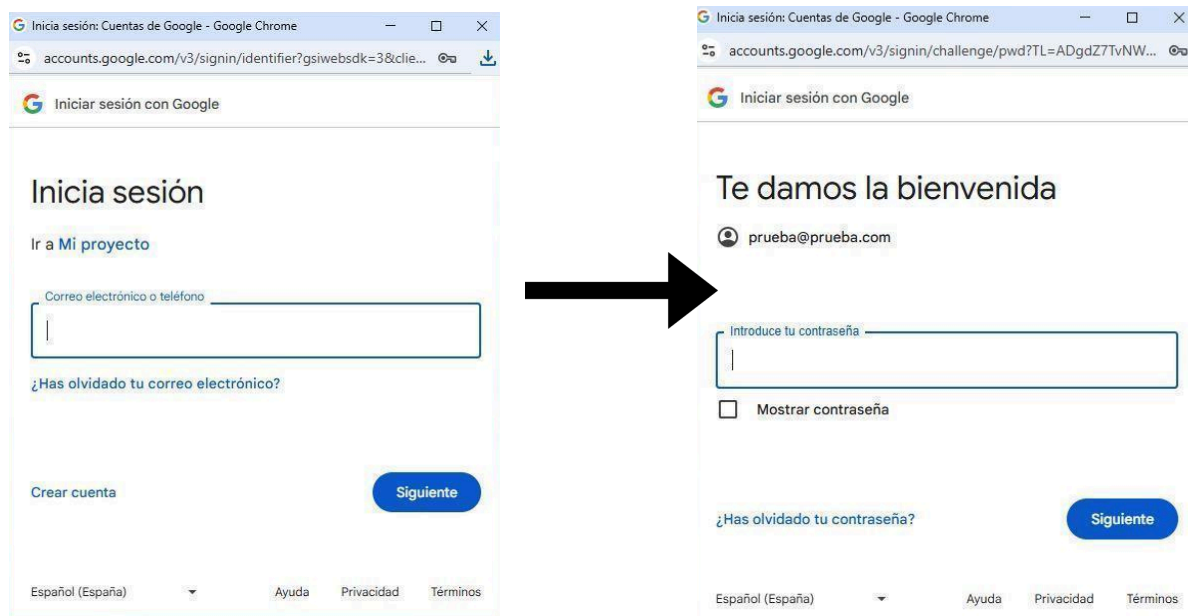 Inicia sesión: Cuentas de Google - Google Chrome
accounts.google.com/v3/signin/identifier?gsiwebsdk=3&clie...
Iniciar sesión con Google
Inicia sesión
Ir a Mi proyecto
Correo electrónico o teléfono
¿Has olvidado tu correo electrónico?
Crear cuenta
Siguiente
Español (España)
Ayuda
Privacidad
Términos
Inicia sesión: Cuentas de Google - Google Chrome
accounts.google.com/v3/signin/challenge/pwd?TL=ADgdZ7TvNW...
Iniciar sesión con Google
Te damos la bienvenida
prueba@prueba.com
Introduce tu contraseña
Mostrar contraseña
¿Has olvidado tu contraseña?
Siguiente
Español (España)
Ayuda
Privacidad
Términos